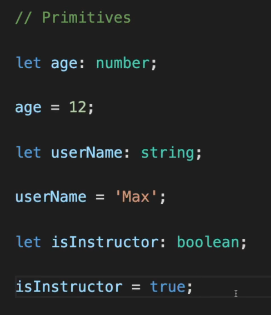 // Primitives
let age: number;
age = 12;
let userName: string;
userName = 'Max';
let isInstructor: boolean;
isInstructor = true;